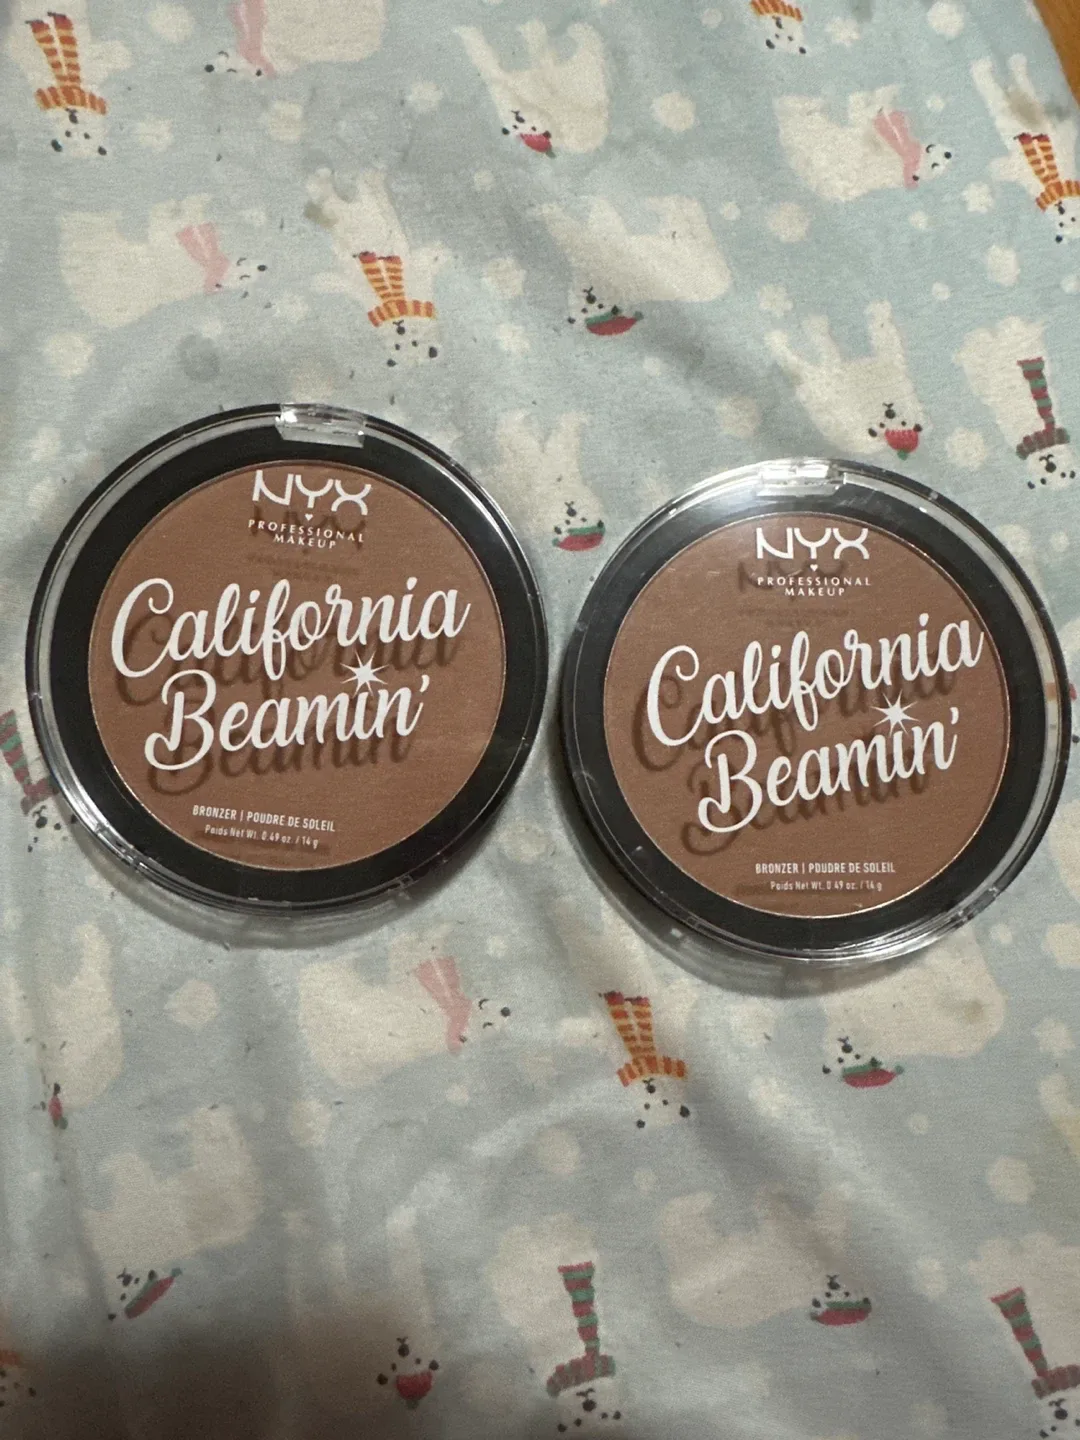 NYX
PROFESSIONAL
MAKEUP
California
Beamin'
BRONZER | POUDRE DE SOLEIL
Poids Net Wt. 0.49 oz. / 14 g
NYX
PROFESSIONAL
MAKEUP
California
Beamin'
BRONZER | POUDRE DE SOLEIL
Poids Net Wt. 0.49 oz. / 14 g